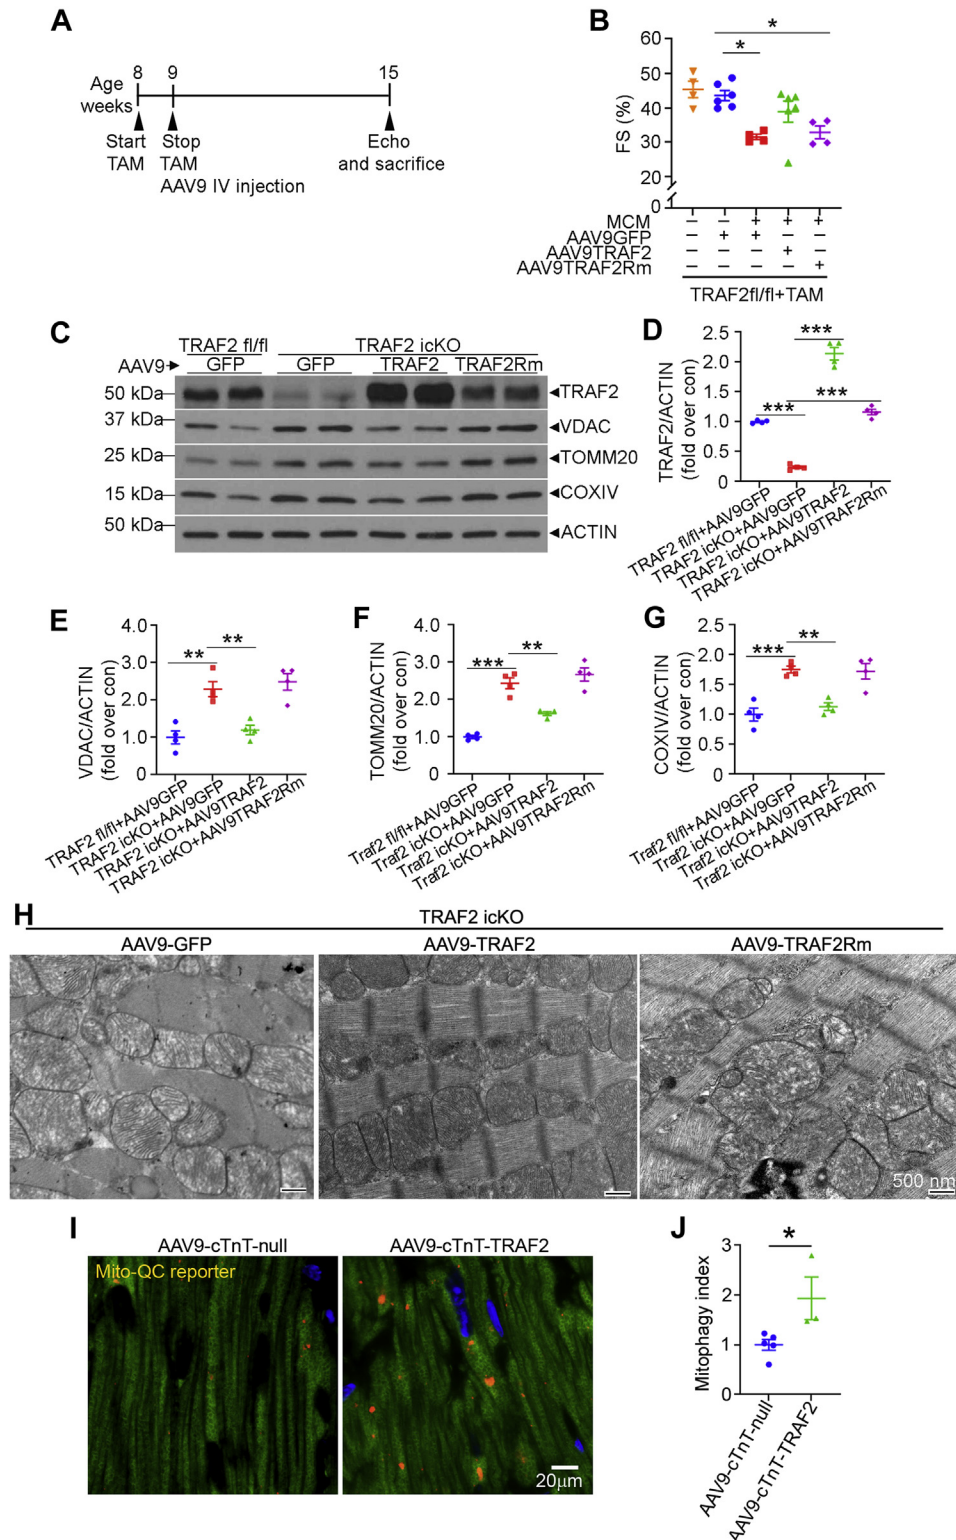 A
8 9 15
Age
weeks
Start Stop Echo
TAM TAM and sacrifice
AAV9 IV injection
B
* 
*
60
50
40
30
20
0
FS (%)
MCM − − + + +
AAV9GFP − + + − −
AAV9TRAF2 − − − + −
AAV9TRAF2Rm − − − − +
TRAF2fl/fl+TAM
C
TRAF2 fl/fl TRAF2 icKO
AAV9 GFP GFP TRAF2 TRAF2Rm
50 kDa TRAF2
37 kDa VDAC
25 kDa TOMM20
15 kDa COXIV
50 kDa ACTIN
D
***
***
***
2.5
2.0
1.5
1.0
0.5
0
TRAF2/ACTIN
(fold over con)
TRAF2 fl/fl+AAV9GFP
TRAF2 icKO+AAV9GFP
TRAF2 icKO+AAV9TRAF2
TRAF2 icKO+AAV9TRAF2Rm
E
** **
4.0
3.0
2.0
1.0
0
VDAC/ACTIN
(fold over con)
TRAF2 fl/fl+AAV9GFP
TRAF2 icKO+AAV9GFP
TRAF2 icKO+AAV9TRAF2
TRAF2 icKO+AAV9TRAF2Rm
F
*** **
4.0
3.0
2.0
1.0
0
TOMM20/ACTIN
(fold over con)
Traf2 fl/fl+AAV9GFP
Traf2 icKO+AAV9GFP
Traf2 icKO+AAV9TRAF2
Traf2 icKO+AAV9TRAF2Rm
G
*** **
2.5
2.0
1.5
1.0
0.5
0
COXIV/ACTIN
(fold over con)
Traf2 fl/fl+AAV9GFP
Traf2 icKO+AAV9GFP
Traf2 icKO+AAV9TRAF2
Traf2 icKO+AAV9TRAF2Rm
H
TRAF2 icKO
AAV9-GFP AAV9-TRAF2 AAV9-TRAF2Rm
500 nm
I
AAV9-cTnT-null AAV9-cTnT-TRAF2
Mito-QC reporter
20μm
J
*
3
2
1
0
Mitophagy index
AAV9-cTnT-null
AAV9-cTnT-TRAF2